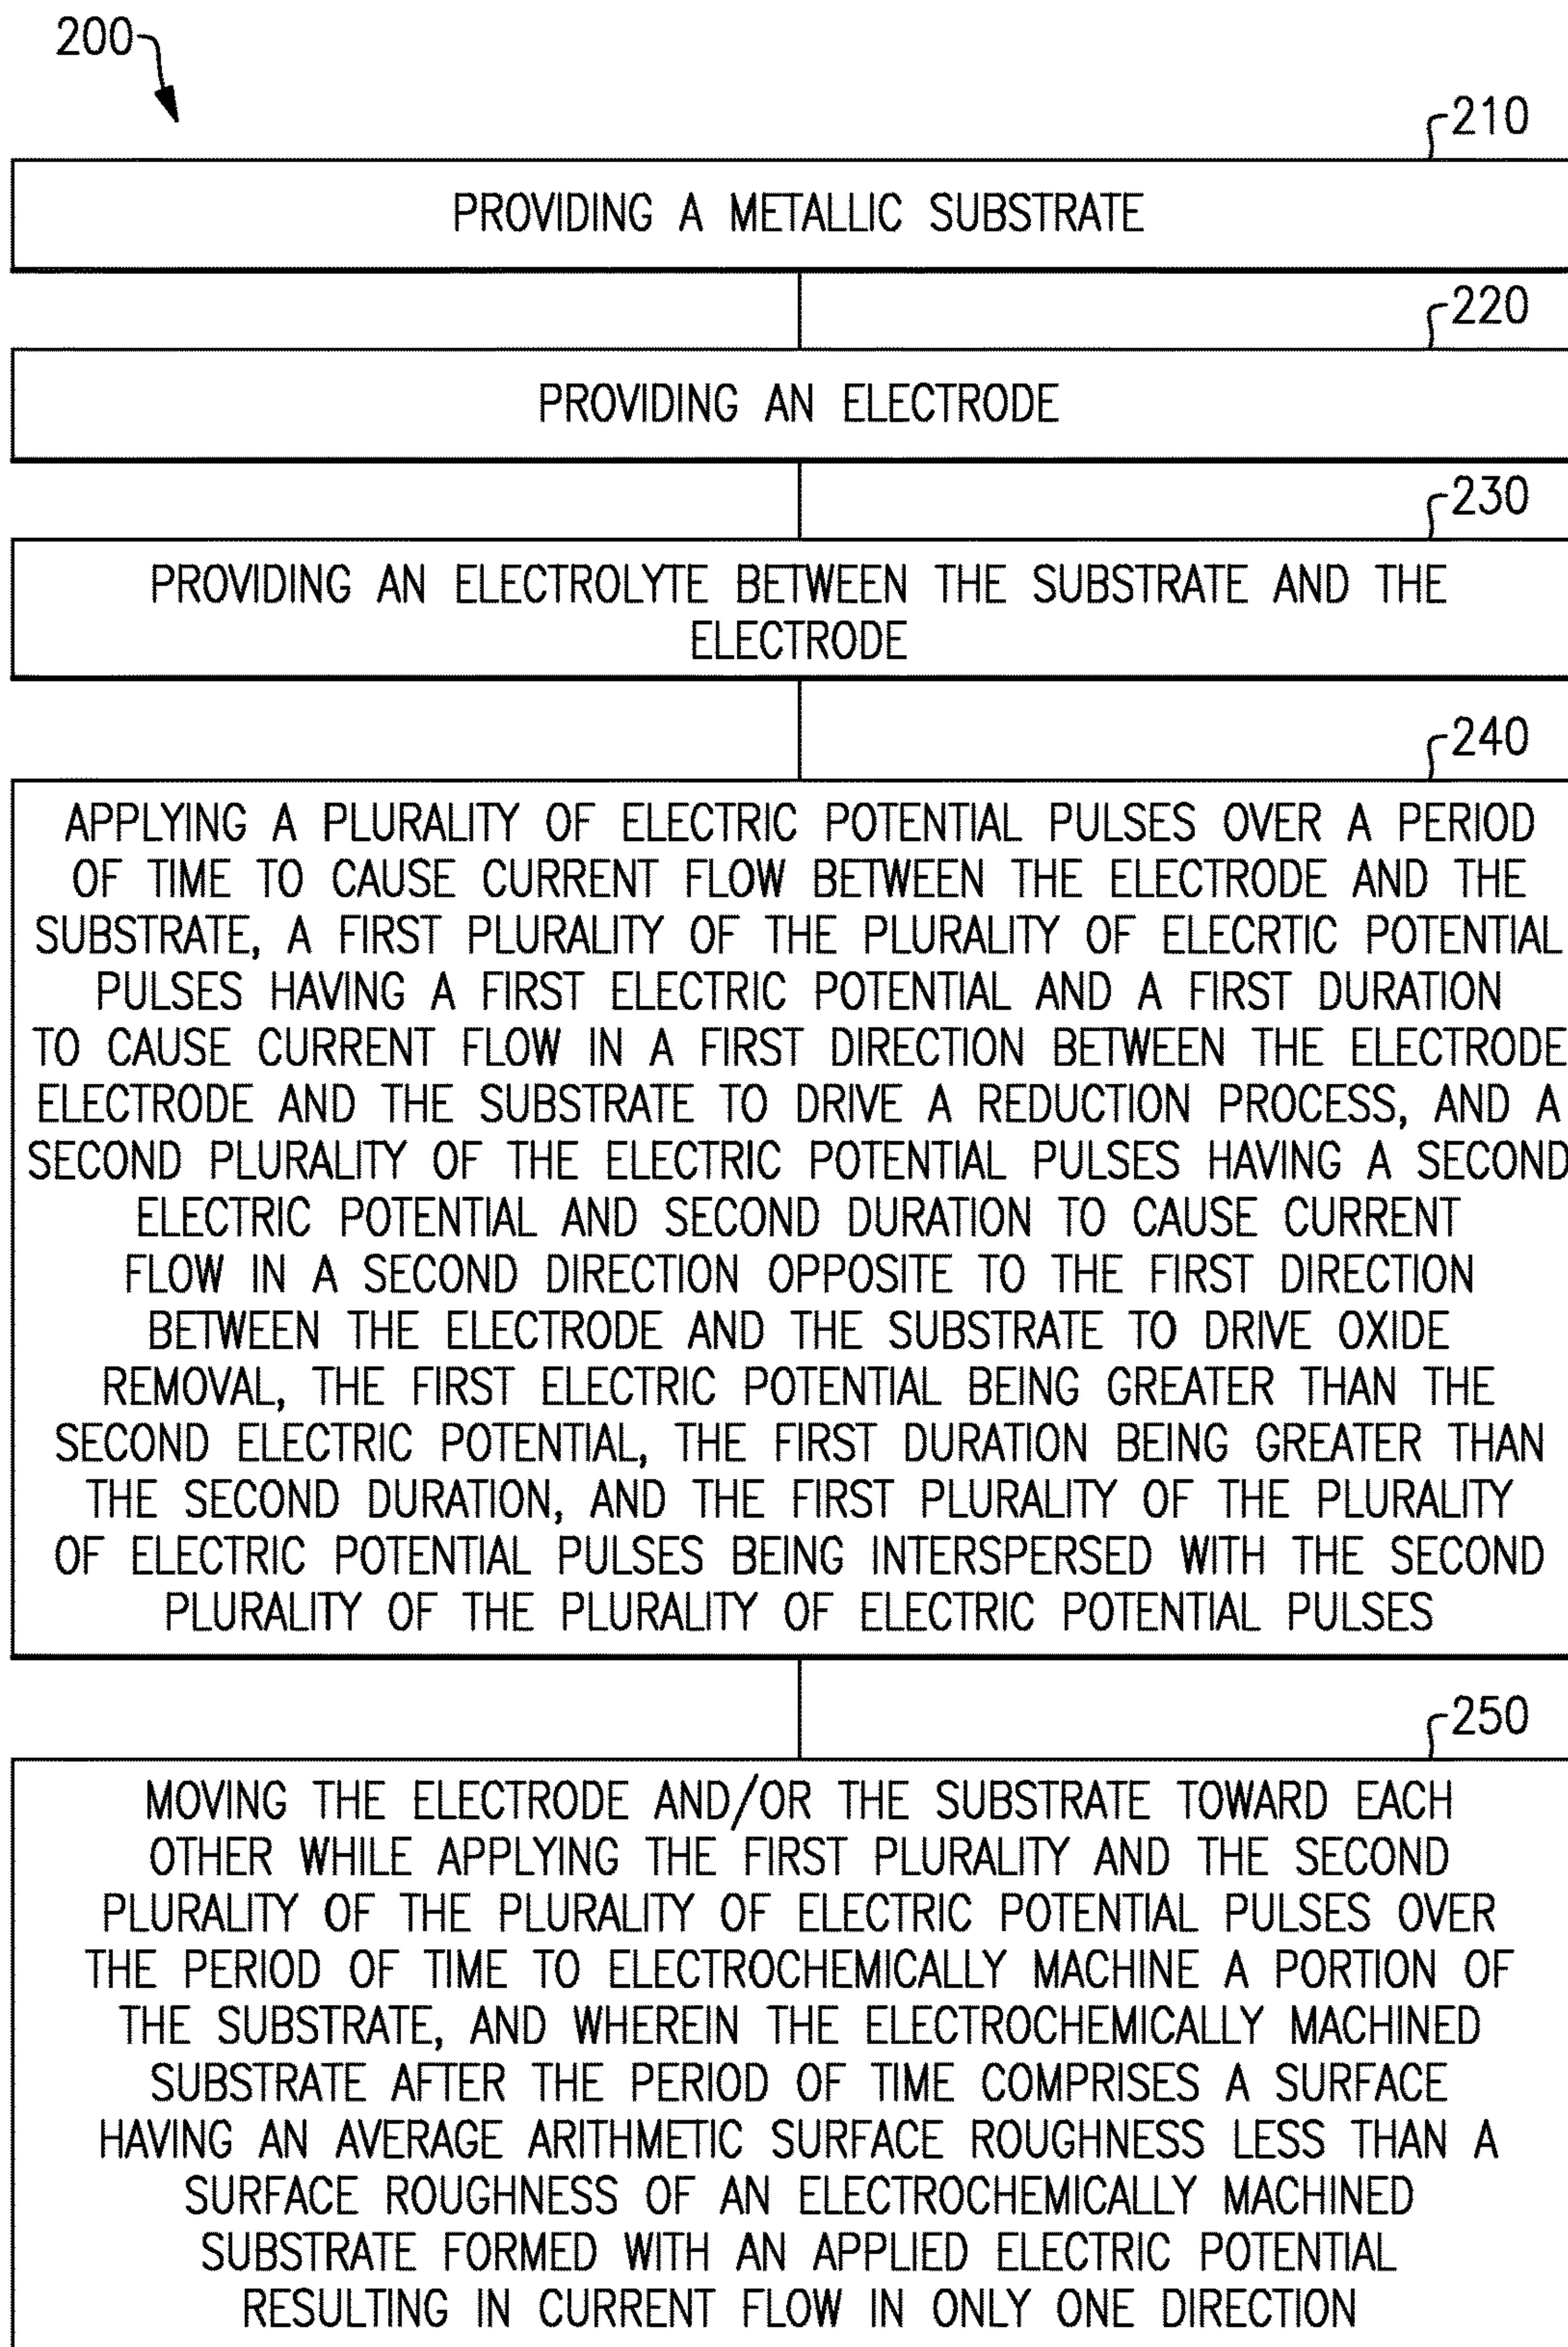 200
210
PROVIDING A METALLIC SUBSTRATE
220
PROVIDING AN ELECTRODE
230
PROVIDING AN ELECTROLYTE BETWEEN THE SUBSTRATE AND THE
ELECTRODE
240
APPLYING A PLURALITY OF ELECTRIC POTENTIAL PULSES OVER A PERIOD
OF TIME TO CAUSE CURRENT FLOW BETWEEN THE ELECTRODE AND THE
SUBSTRATE, A FIRST PLURALITY OF THE PLURALITY OF ELECRTIC POTENTIAL
PULSES HAVING A FIRST ELECTRIC POTENTIAL AND A FIRST DURATION
TO CAUSE CURRENT FLOW IN A FIRST DIRECTION BETWEEN THE ELECTRODE
ELECTRODE AND THE SUBSTRATE TO DRIVE A REDUCTION PROCESS, AND A
SECOND PLURALITY OF THE ELECTRIC POTENTIAL PULSES HAVING A SECOND
ELECTRIC POTENTIAL AND SECOND DURATION TO CAUSE CURRENT
FLOW IN A SECOND DIRECTION OPPOSITE TO THE FIRST DIRECTION
BETWEEN THE ELECTRODE AND THE SUBSTRATE TO DRIVE OXIDE
REMOVAL, THE FIRST ELECTRIC POTENTIAL BEING GREATER THAN THE
SECOND ELECTRIC POTENTIAL, THE FIRST DURATION BEING GREATER THAN
THE SECOND DURATION, AND THE FIRST PLURALITY OF THE PLURALITY
OF ELECTRIC POTENTIAL PULSES BEING INTERSPERSED WITH THE SECOND
PLURALITY OF THE PLURALITY OF ELECTRIC POTENTIAL PULSES
250
MOVING THE ELECTRODE AND/OR THE SUBSTRATE TOWARD EACH
OTHER WHILE APPLYING THE FIRST PLURALITY AND THE SECOND
PLURALITY OF THE PLURALITY OF ELECTRIC POTENTIAL PULSES OVER
THE PERIOD OF TIME TO ELECTROCHEMICALLY MACHINE A PORTION OF
THE SUBSTRATE, AND WHEREIN THE ELECTROCHEMICALLY MACHINED
SUBSTRATE AFTER THE PERIOD OF TIME COMPRISES A SURFACE
HAVING AN AVERAGE ARITHMETIC SURFACE ROUGHNESS LESS THAN A
SURFACE ROUGHNESS OF AN ELECTROCHEMICALLY MACHINED
SUBSTRATE FORMED WITH AN APPLIED ELECTRIC POTENTIAL
RESULTING IN CURRENT FLOW IN ONLY ONE DIRECTION